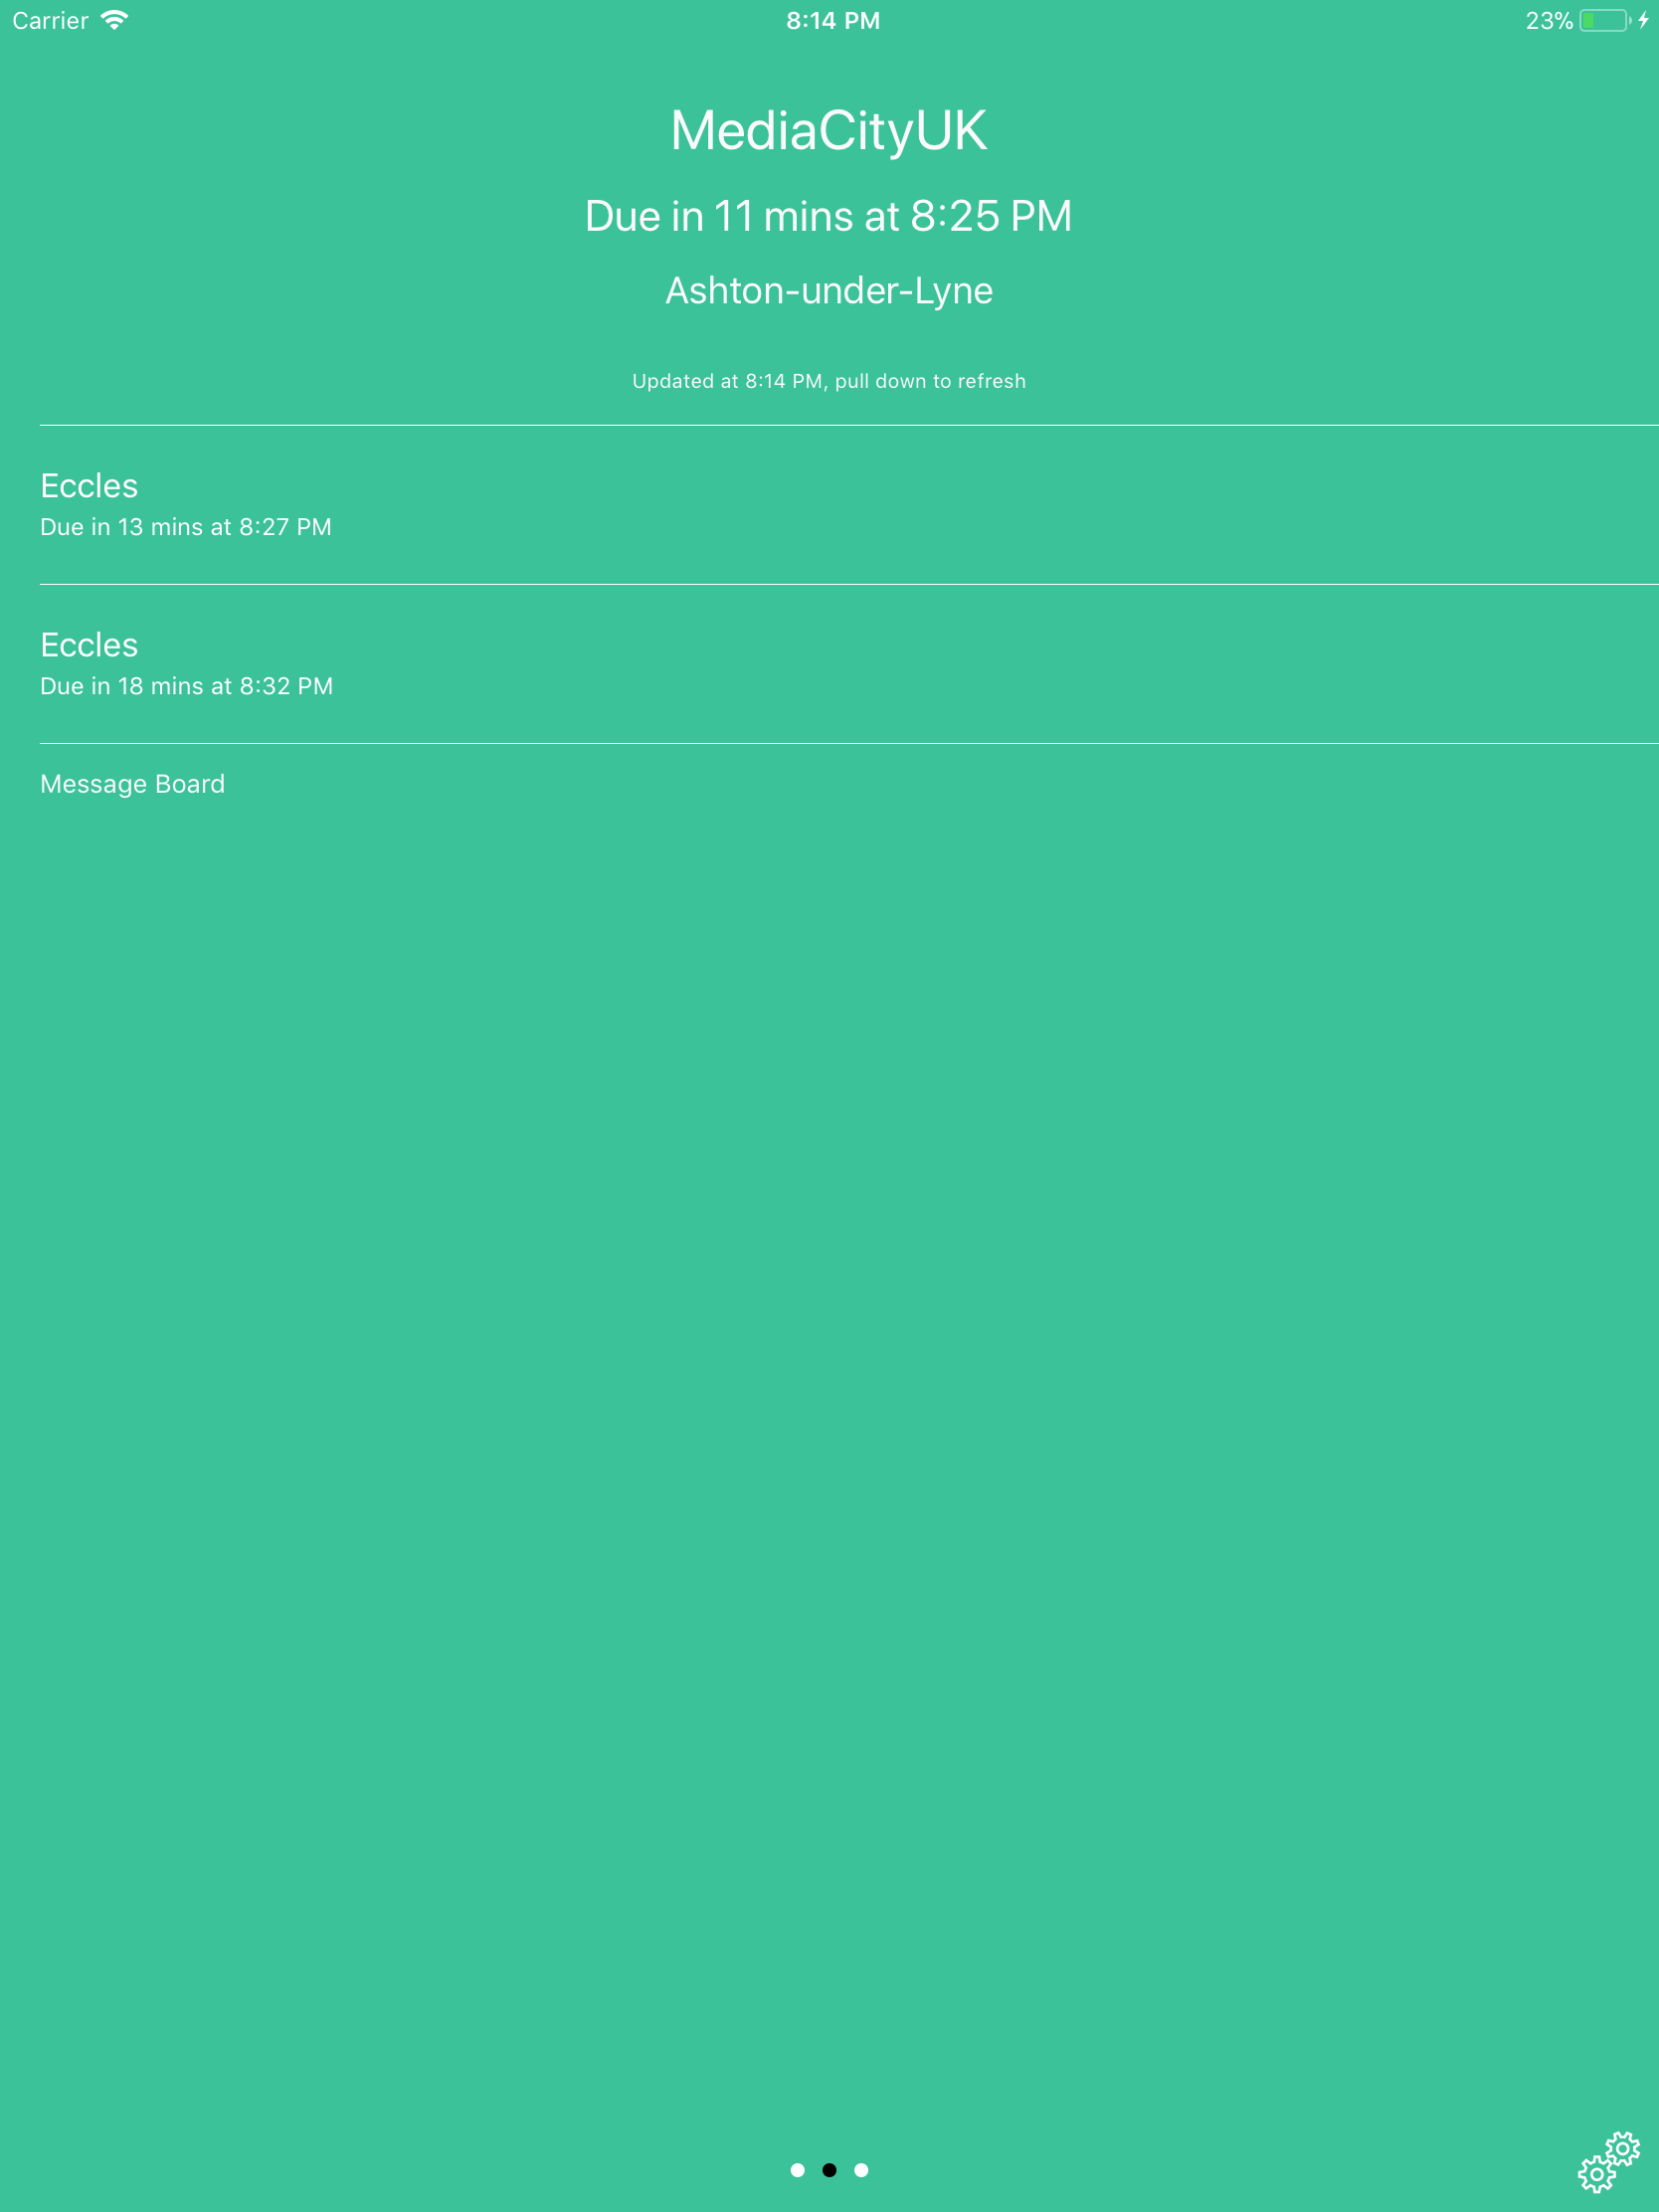 Carrier 8:14 PM 23%
MediaCityUK
Due in 11 mins at 8:25 PM
Ashton-under-Lyne
Updated at 8:14 PM, pull down to refresh
Eccles
Due in 13 mins at 8:27 PM
Eccles
Due in 18 mins at 8:32 PM
Message Board